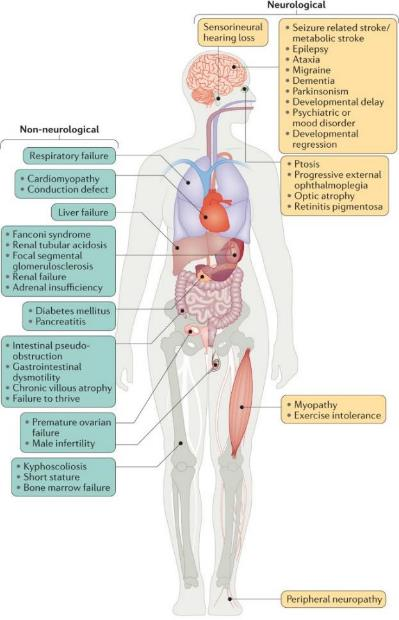 Neurological
Sensorineural
hearing loss
• Seizure related stroke/
metabolic stroke
• Epilepsy
• Ataxia
• Migraine
• Dementia
• Parkinsonism
• Developmental delay
• Psychiatric or
mood disorder
• Developmental
regression
• Ptosis
• Progressive external
ophthalmoplegia
• Optic atrophy
• Retinitis pigmentosa
Non-neurological
Respiratory failure
• Cardiomyopathy
• Conduction defect
Liver failure
• Fanconi syndrome
• Renal tubular acidosis
• Focal segmental
glomerulosclerosis
• Renal failure
• Adrenal insufficiency
• Diabetes mellitus
• Pancreatitis
• Intestinal pseudo-
obstruction
• Gastrointestinal
dysmotility
• Chronic villous atrophy
• Failure to thrive
• Premature ovarian
failure
• Male infertility
• Kyphoscoliosis
• Short stature
• Bone marrow failure
• Myopathy
• Exercise intolerance
Peripheral neuropathy